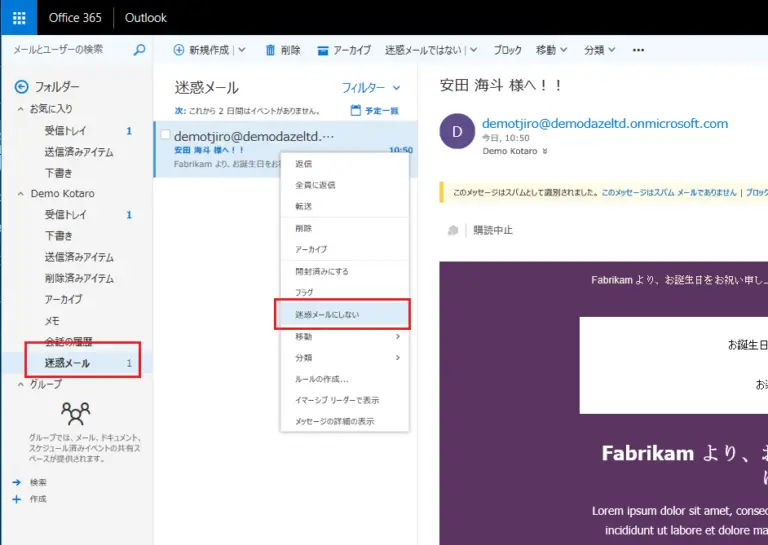 Office 365
Outlook
メールとユーザーの検索
新規作成
削除
アーカイブ
迷惑メールではない
ブロック
移動
分類
フォルダー
お気に入り
受信トレイ 1
送信済みアイテム
下書き
Demo Kotaro
受信トレイ 1
下書き
送信済みアイテム
削除済みアイテム
アーカイブ
メモ
会話の履歴
迷惑メール 1
グループ
グループでは、メール、ドキュメント、
スケジュール済みイベントの共有ス
ペースが提供されます。
検索
作成
迷惑メール
フィルター
次: これから 2 日間はイベントがありません。
予定一覧
demotjiro@demodazeltd.…
安田 海斗 様へ！！ 10:50
Fabrikam より、お誕生日をお
返信
全員に返信
転送
削除
アーカイブ
開封済みにする
フラグ
迷惑メールにしない
移動
分類
ルールの作成...
イマーシブ リーダーで表示
メッセージの詳細の表示
安田 海斗 様へ！！
D
demotjiro@demodazeltd.onmicrosoft.com
今日, 10:50
Demo Kotaro
このメッセージはスパムとして識別されました。このメッセージはスパム メールでありません | ブロック
購読中止
Fabrikam より、お誕生日をお祝い申し
お誕生日
Fabrikam より、
Lorem ipsum dolor sit amet, consec
incididunt ut labore et dolore ma